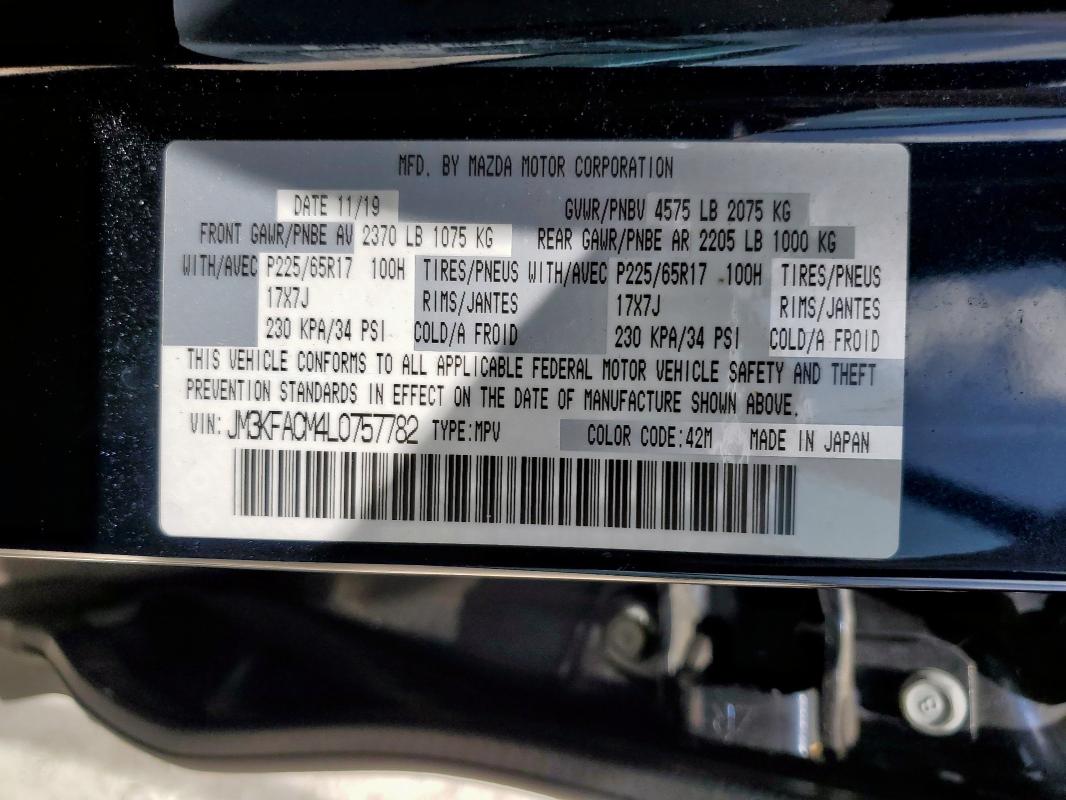 MFD. BY MAZDA MOTOR CORPORATION
DATE 11/19 GVWR/PNBV 4575 LB 2075 KG
FRONT GAWR/PNBE AV 2370 LB 1075 KG REAR GAWR/PNBE AR 2205 LB 1000 KG
WITH/AVEC P225/65R17 100H TIRES/PNEUS WITH/AVEC P225/65R17 100H TIRES/PNEUS
17X7J RIMS/JANTES 17X7J RIMS/JANTES
230 KPA/34 PSI COLD/A FROID 230 KPA/34 PSI COLD/A FROID
THIS VEHICLE CONFORMS TO ALL APPLICABLE FEDERAL MOTOR VEHICLE SAFETY AND THEFT
PREVENTION STANDARDS IN EFFECT ON THE DATE OF MANUFACTURE SHOWN ABOVE.
VIN: JM3KFACM4L0757782 TYPE:MPV COLOR CODE:42M MADE IN JAPAN
8